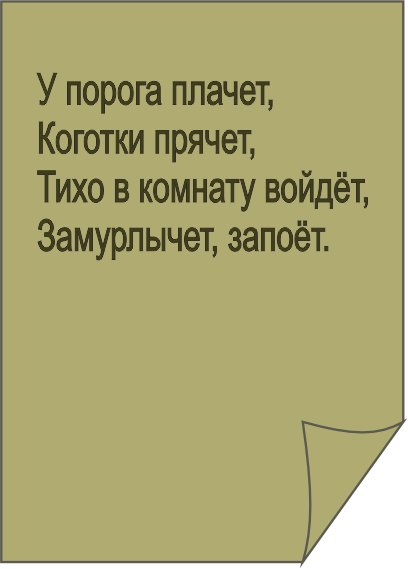 У порога плачет,
Коготки прячет,
Тихо в комнату войдёт,
Замурлычет, запоёт.